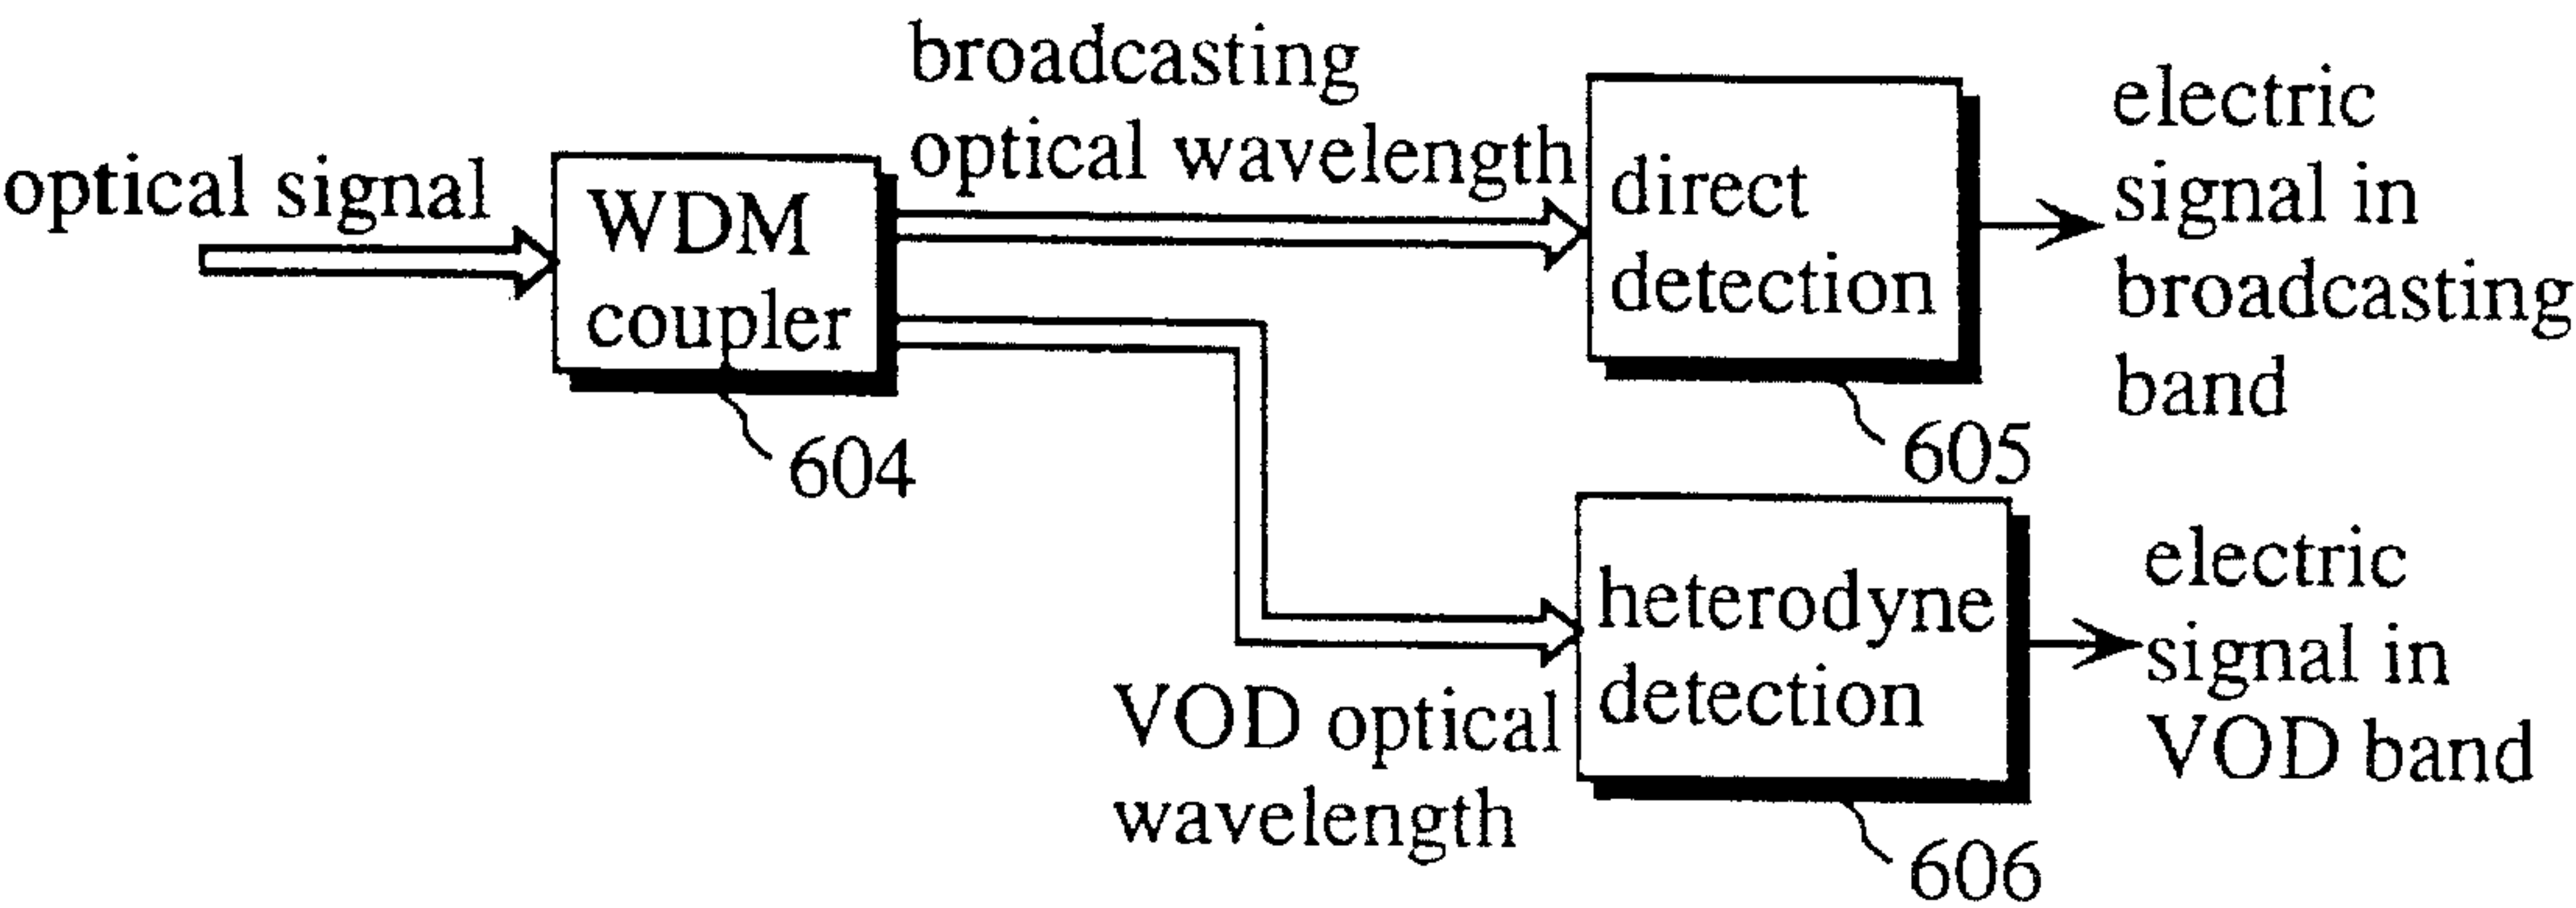 optical signal
WDM
coupler
604
broadcasting
optical wavelength
direct
detection
605
electric
signal in
broadcasting
band
VOD optical
wavelength
heterodyne
detection
606
electric
signal in
VOD band